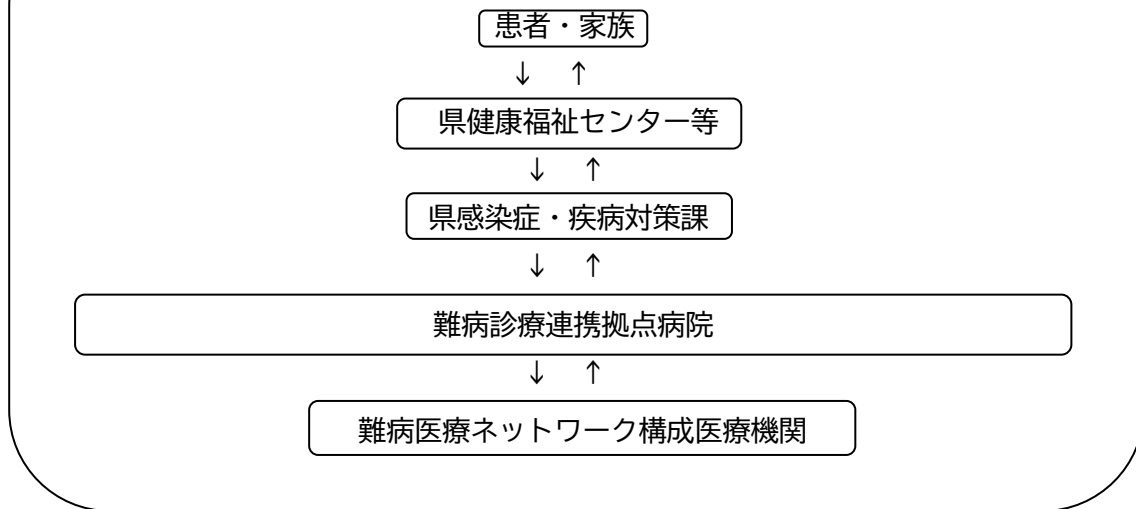 患者・家族
↓ ↑
県健康福祉センター等
↓ ↑
県感染症・疾病対策課
↓ ↑
難病診療連携拠点病院
↓ ↑
難病医療ネットワーク構成医療機関